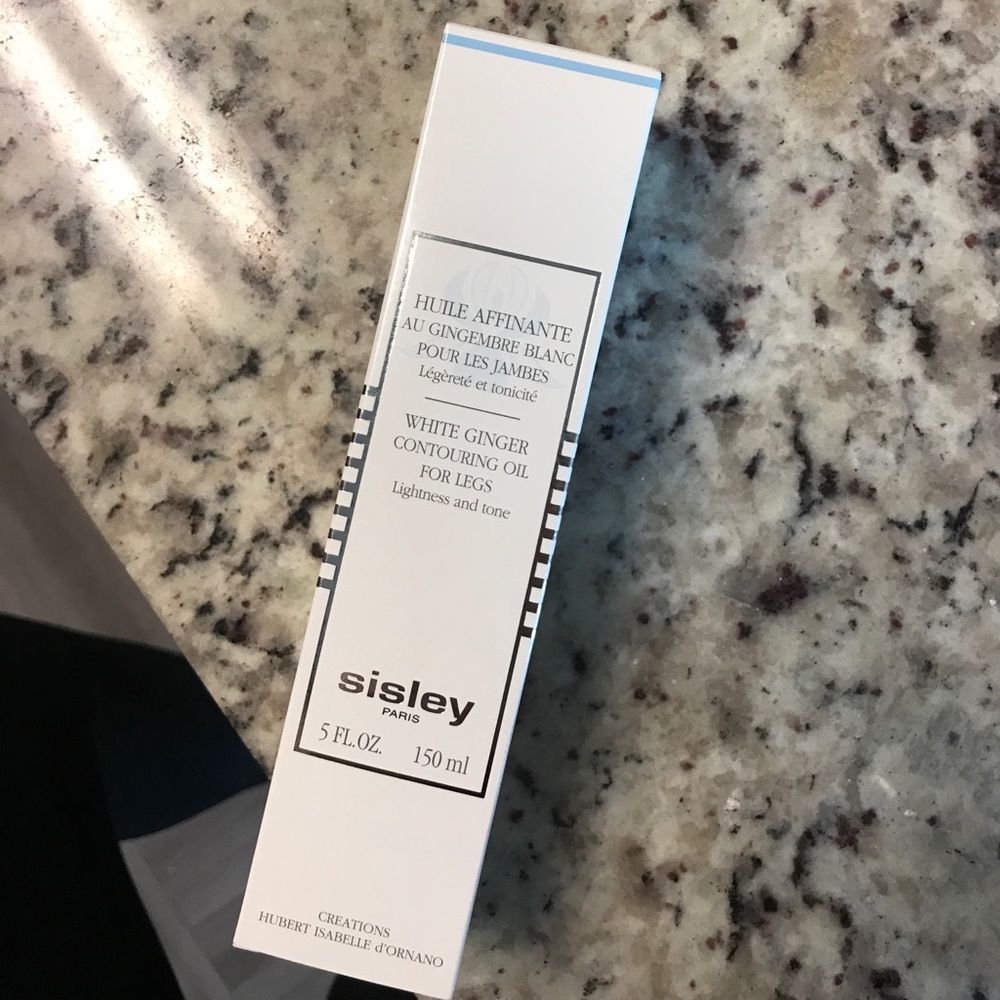 HUILE AFFINANTE
AU GINGEMBRE BLANC
POUR LES JAMBES
Légèreté et tonicité
WHITE GINGER
CONTOURING OIL
FOR LEGS
Lightness and tone
sisley
PARIS
5 FL.OZ. 150 ml
CREATIONS
HUBERT ISABELLE d'ORNANO